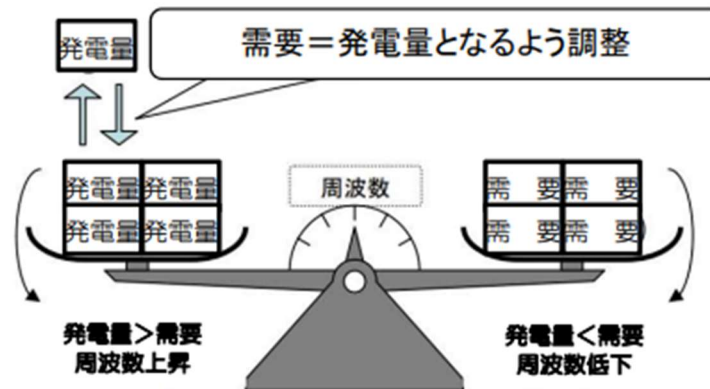 発電量
需要＝発電量となるよう調整
発電量 発電量
発電量 発電量
周波数
需　要 需　要
需　要 需　要
発電量＞需要
周波数上昇
発電量＜需要
周波数低下